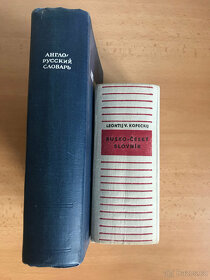 АНГЛО-
РУССКИЙ
СЛОВАРЬ
LEONTIJ V. KOPECKIJ
RUSKO-ČESKÝ
SLOVNÍK